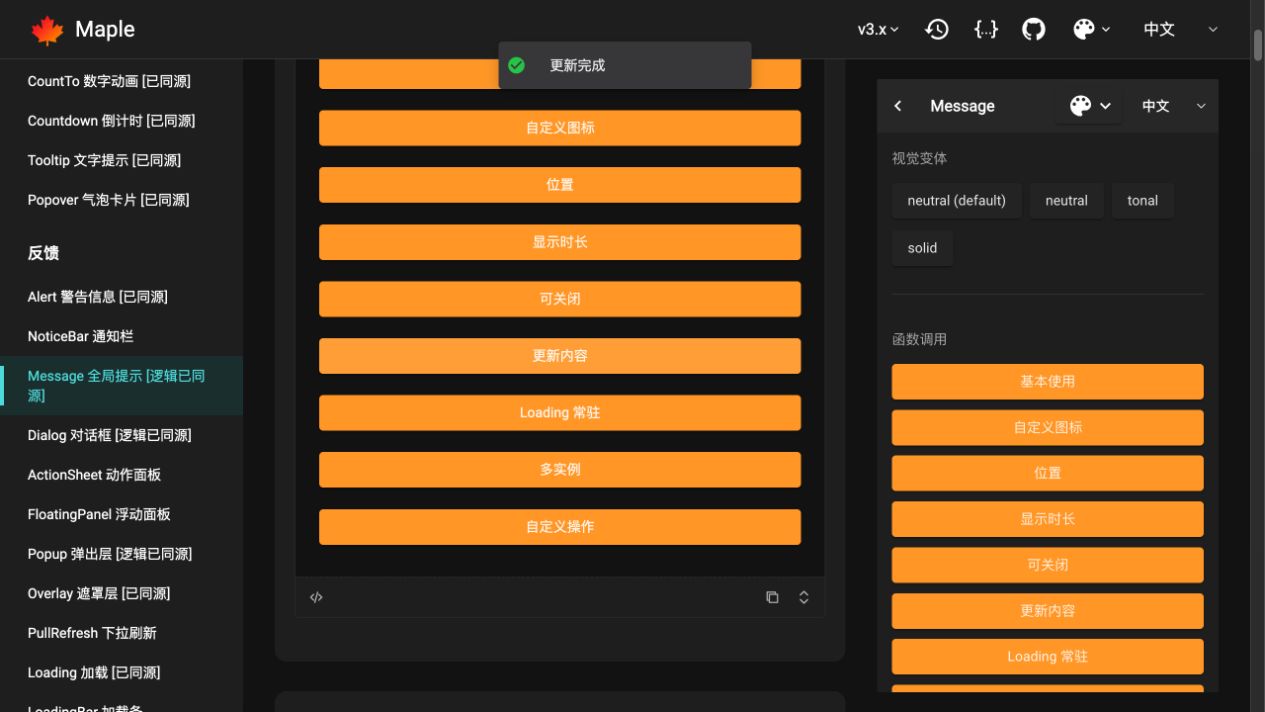 Maple
v3.x
{...}
中文
更新完成
CountTo 数字动画 [已同源]
Countdown 倒计时 [已同源]
Tooltip 文字提示 [已同源]
Popover 气泡卡片 [已同源]
反馈
Alert 警告信息 [已同源]
NoticeBar 通知栏
Message 全局提示 [逻辑已同
源]
Dialog 对话框 [逻辑已同源]
ActionSheet 动作面板
FloatingPanel 浮动面板
Popup 弹出层 [逻辑已同源]
Overlay 遮罩层 [已同源]
PullRefresh 下拉刷新
Loading 加载 [已同源]
LoadingBar 加载条
自定义图标
位置
显示时长
可关闭
更新内容
Loading 常驻
多实例
自定义操作
</>
Message
中文
视觉变体
neutral (default)
neutral
tonal
solid
函数调用
基本使用
自定义图标
位置
显示时长
可关闭
更新内容
Loading 常驻